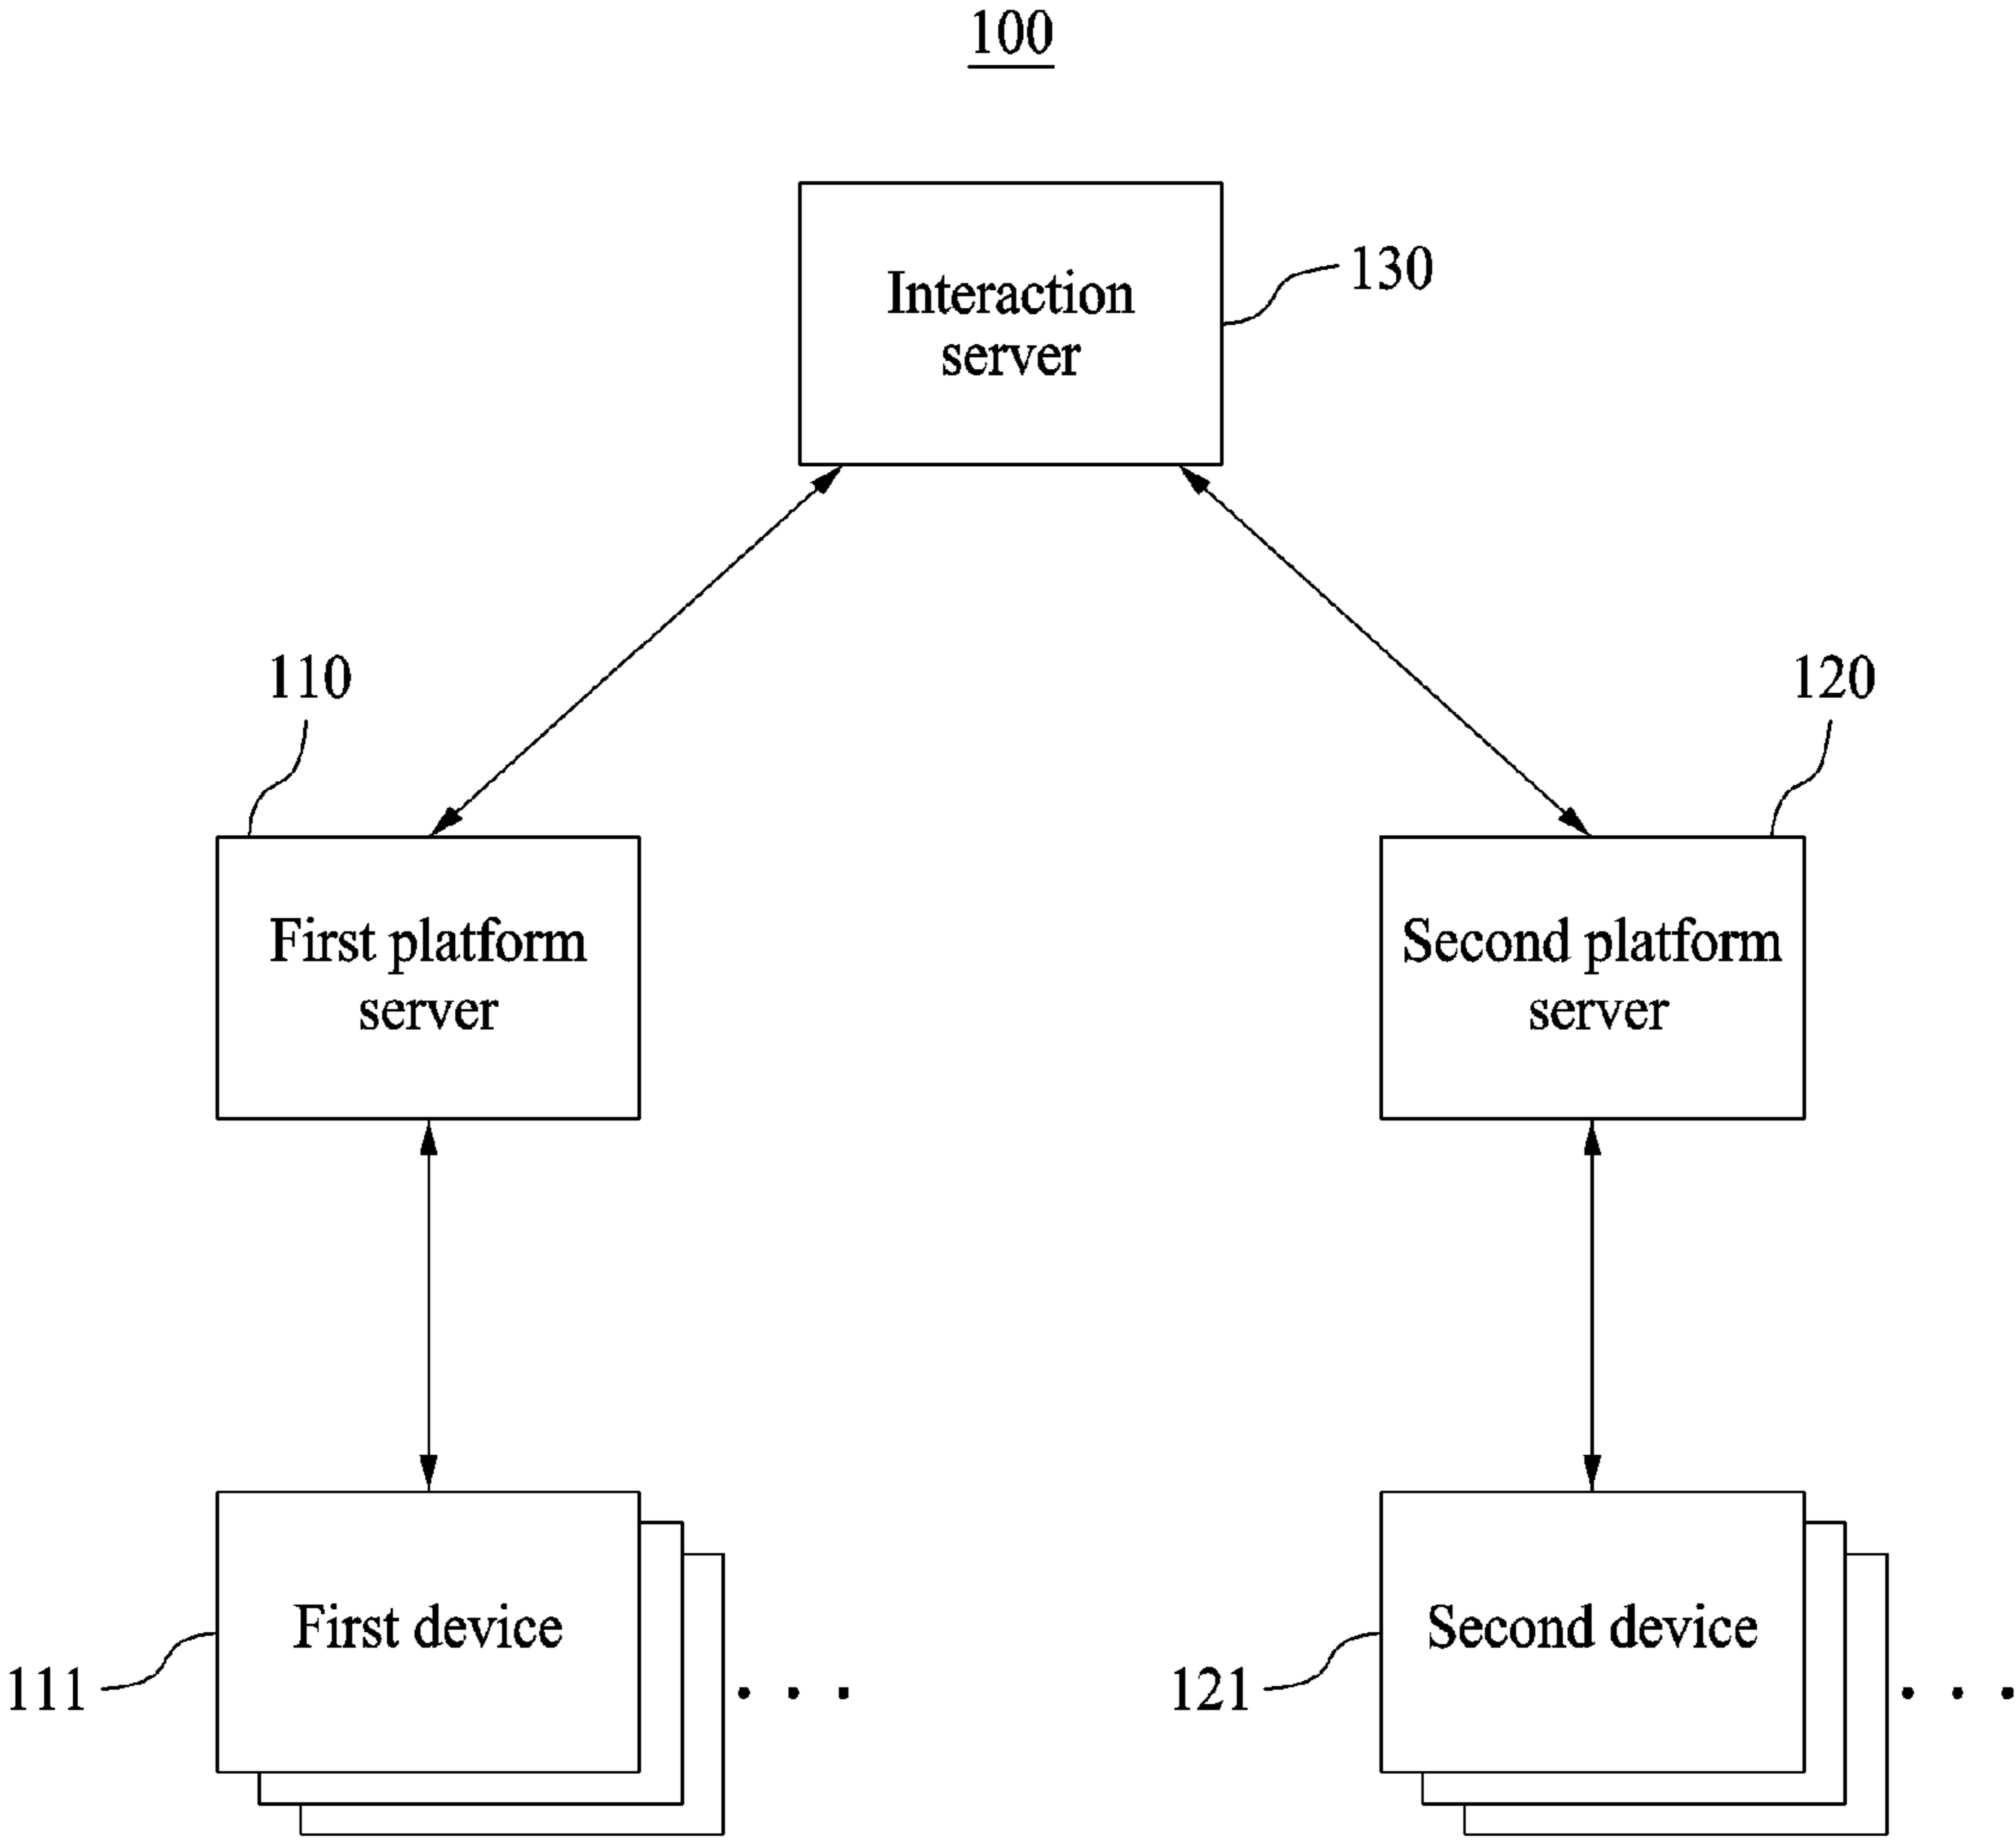 100
Interaction
server
130
110
120
First platform
server
Second platform
server
First device
Second device
111
. . .
121
. . .